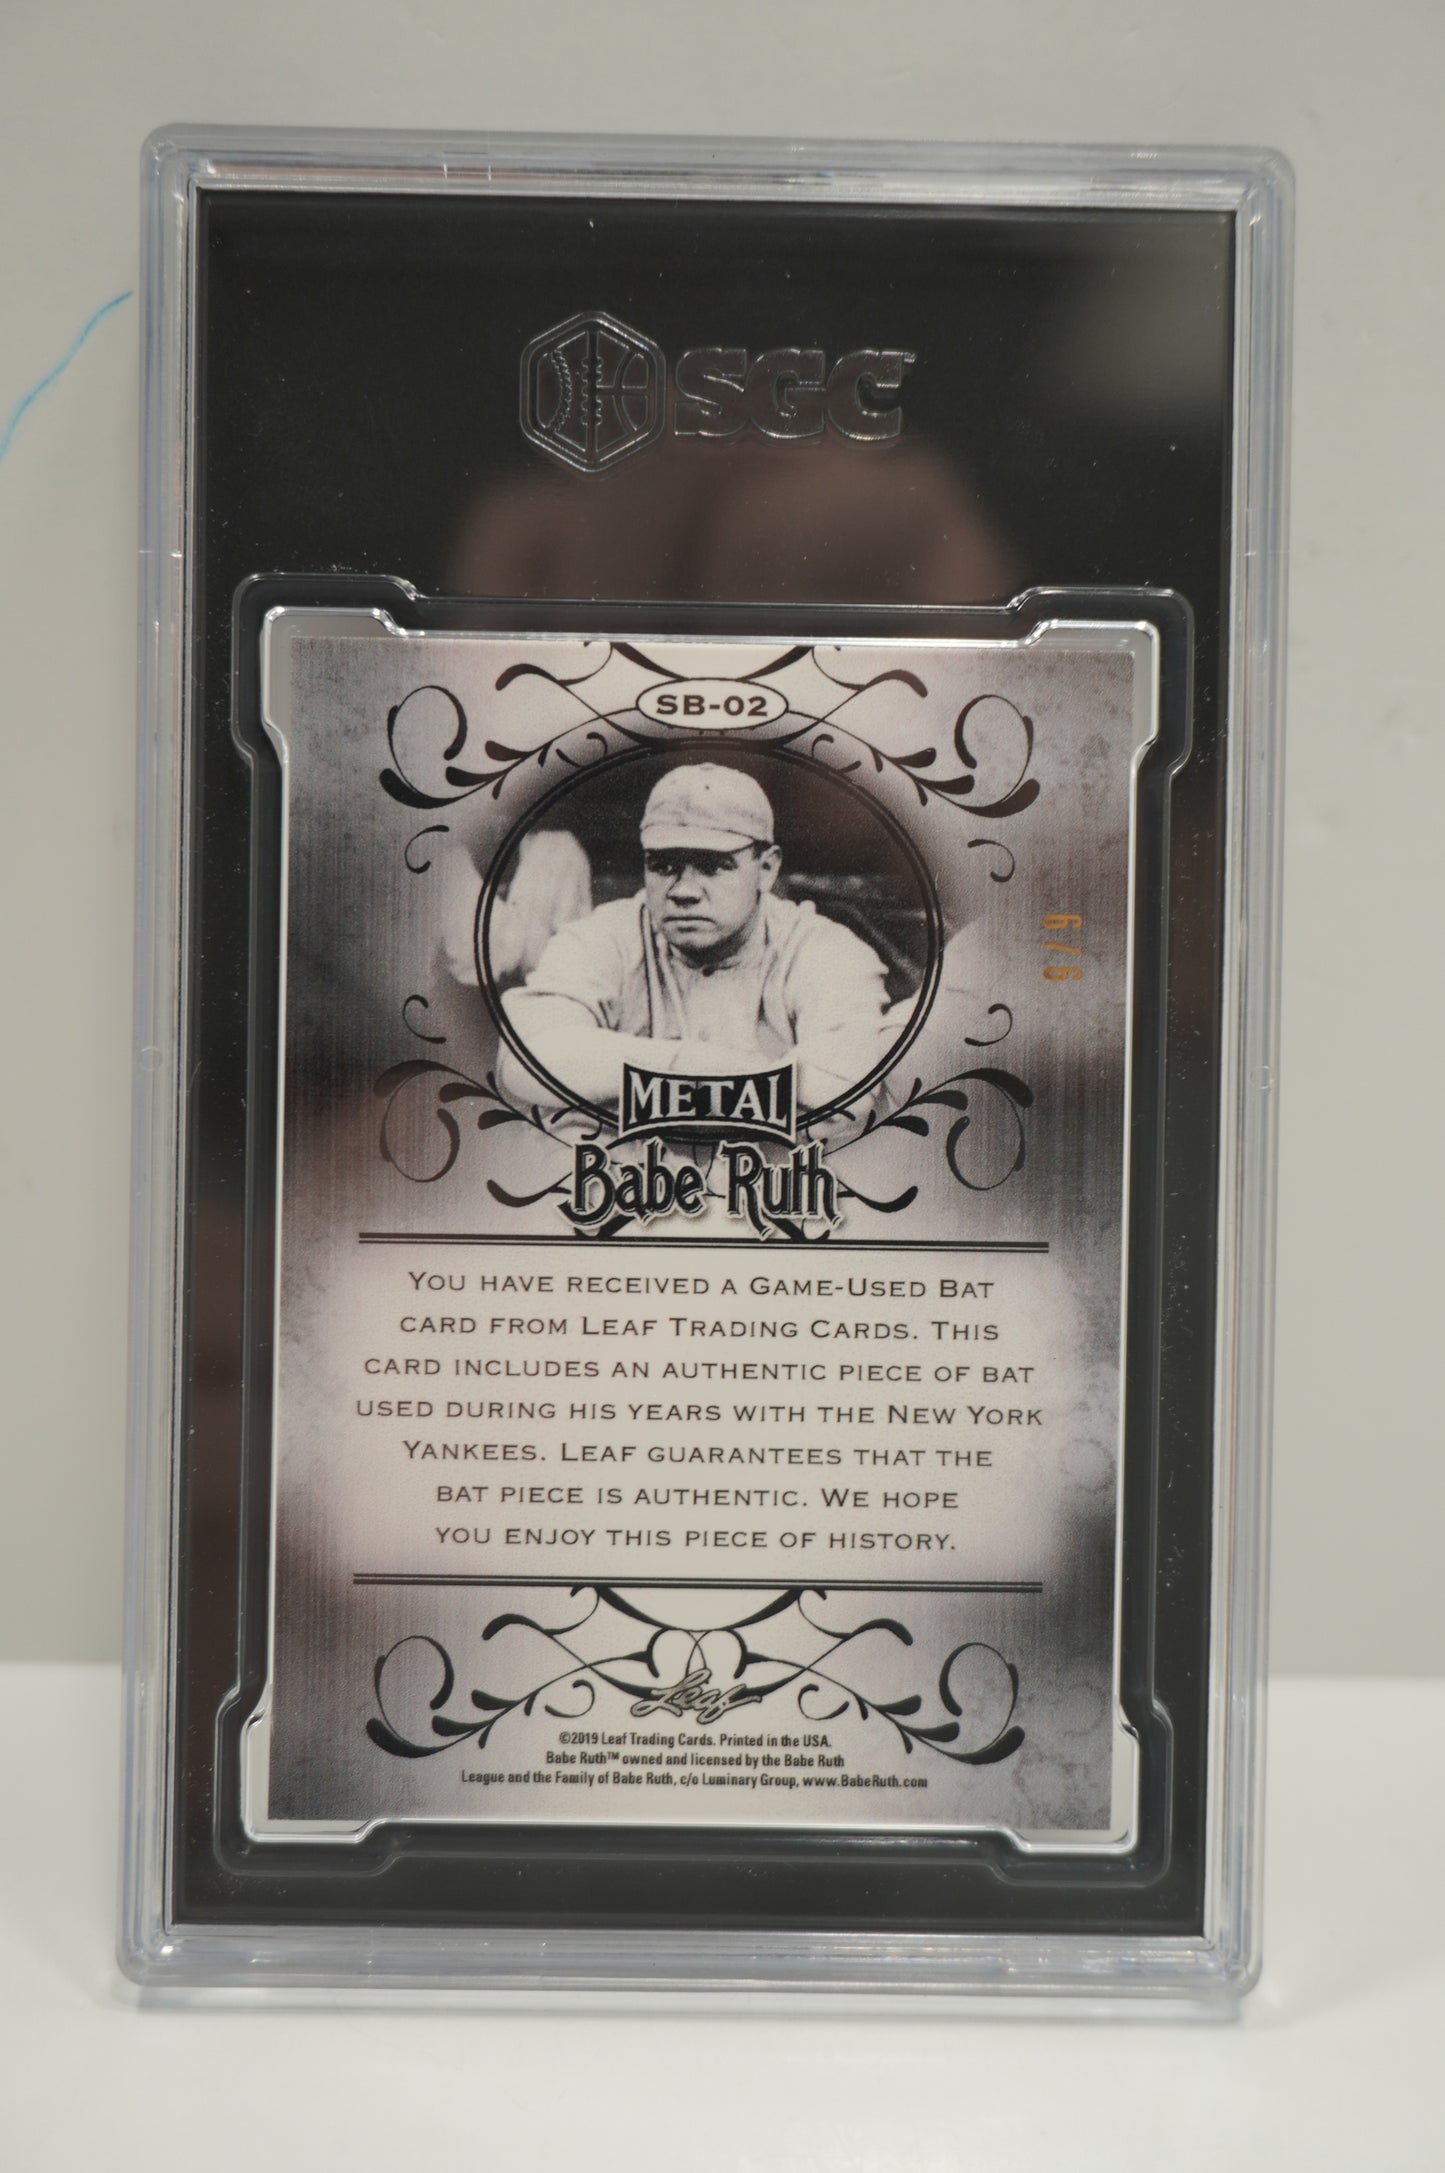 SGC
SB-02
6/6
METAL
Babe Ruth
YOU HAVE RECEIVED A GAME-USED BAT
CARD FROM LEAF TRADING CARDS. THIS
CARD INCLUDES AN AUTHENTIC PIECE OF BAT
USED DURING HIS YEARS WITH THE NEW YORK
YANKEES. LEAF GUARANTEES THAT THE
BAT PIECE IS AUTHENTIC. WE HOPE
YOU ENJOY THIS PIECE OF HISTORY.
Leaf
©2019 Leaf Trading Cards. Printed in the USA.
Babe Ruth™ owned and licensed by the Babe Ruth
League and the Family of Babe Ruth, c/o Luminary Group, www.BabeRuth.com